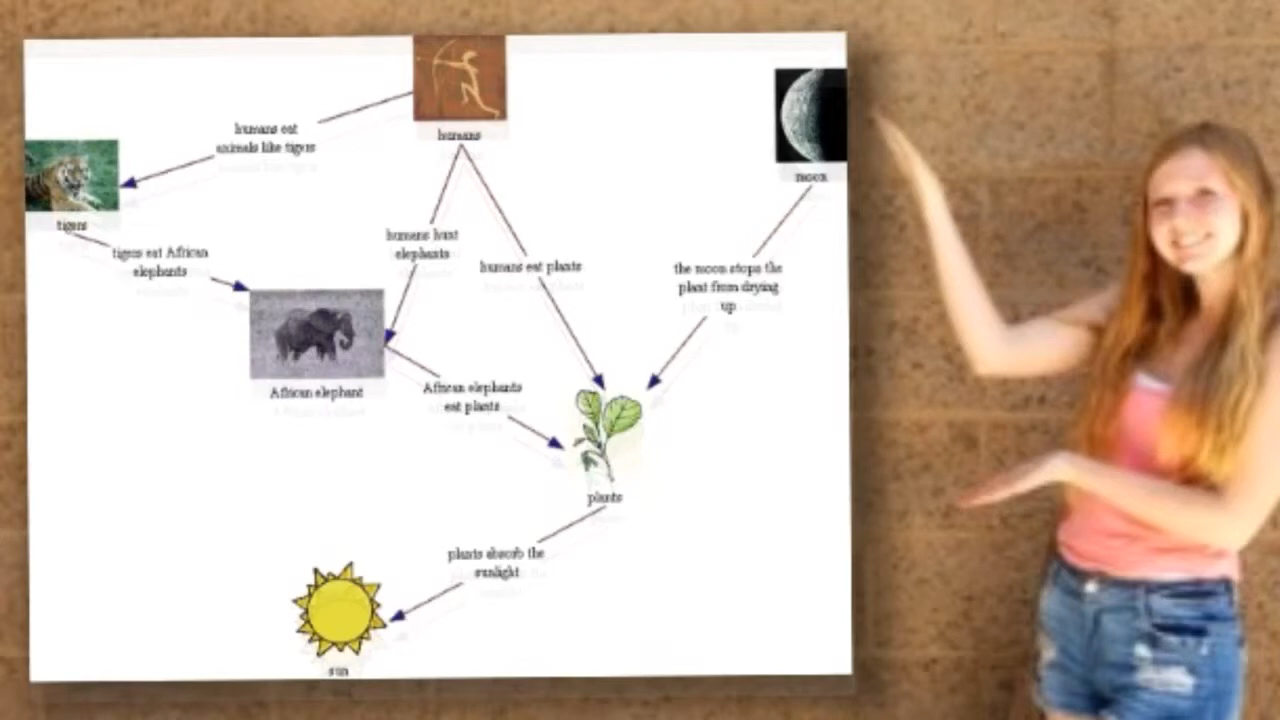 humans
humans eat
animals like tigers
moon
tigers
tigers eat African
elephants
humans hunt
elephants
humans eat plants
the moon stops the
plant from drying
up
African elephant
African elephants
eat plants
plants
plants absorb the
sunlight
sun